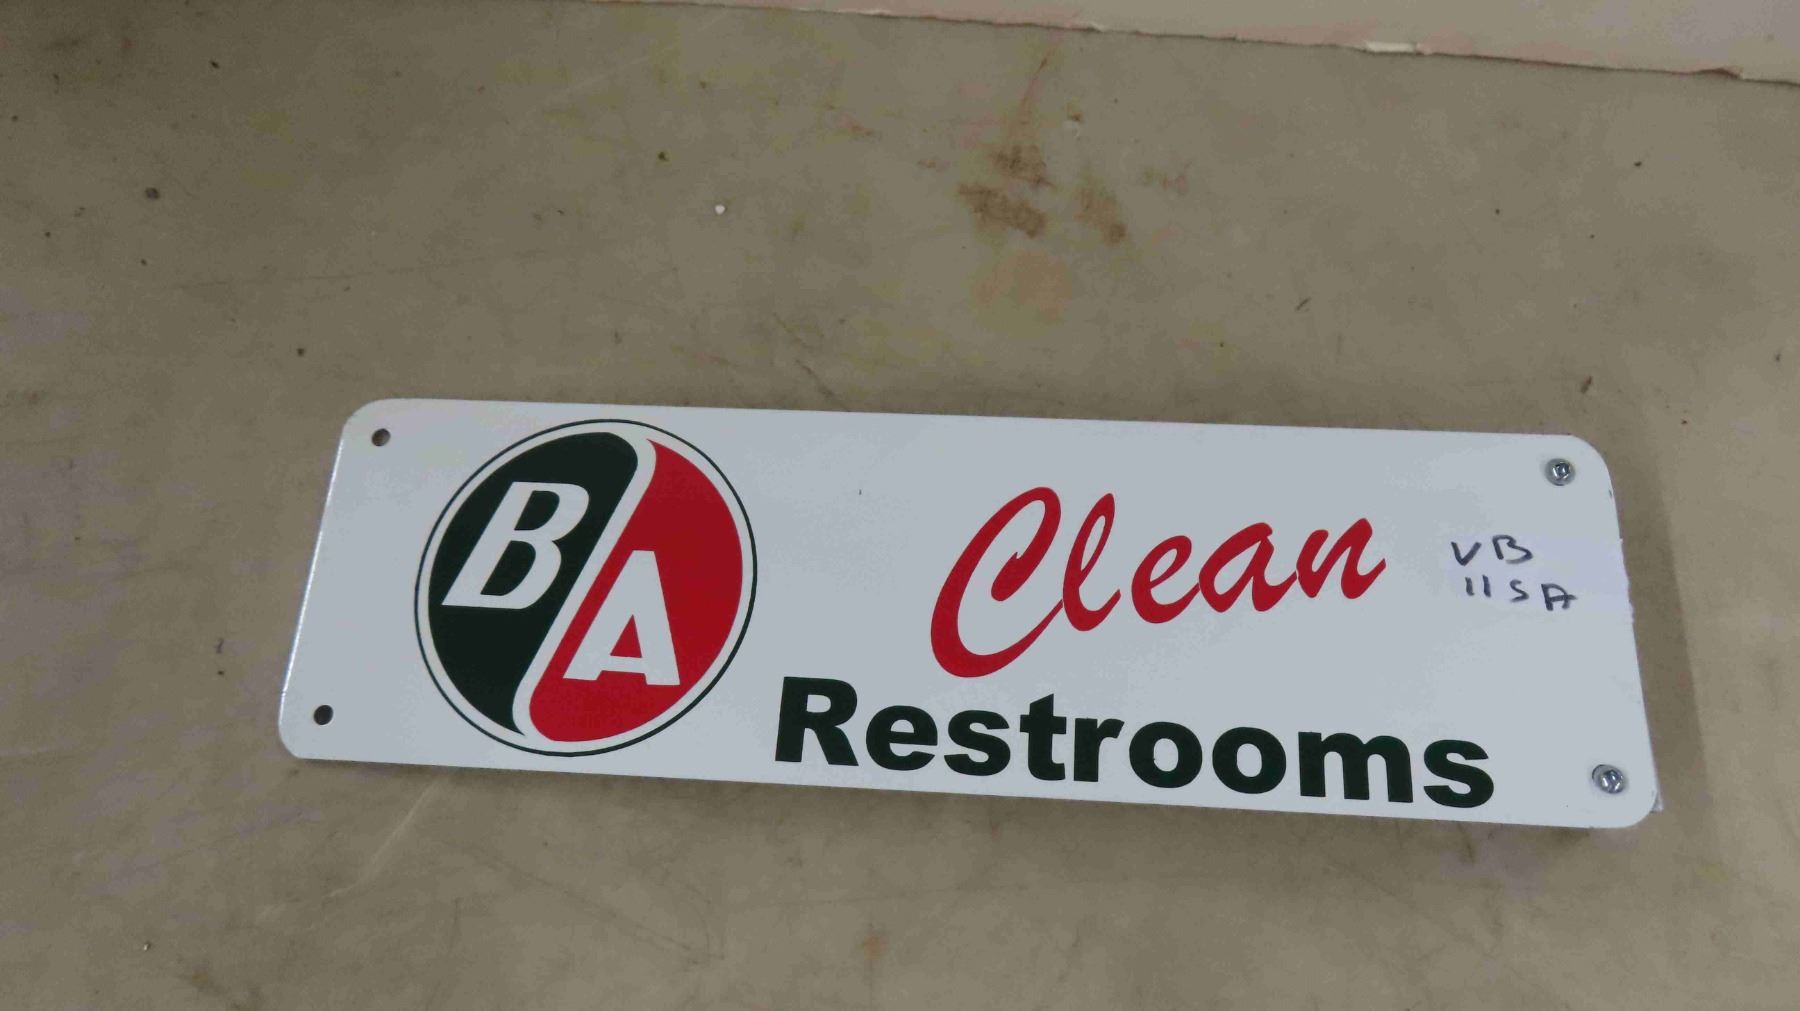 BA
Clean
Restrooms
VB
115A